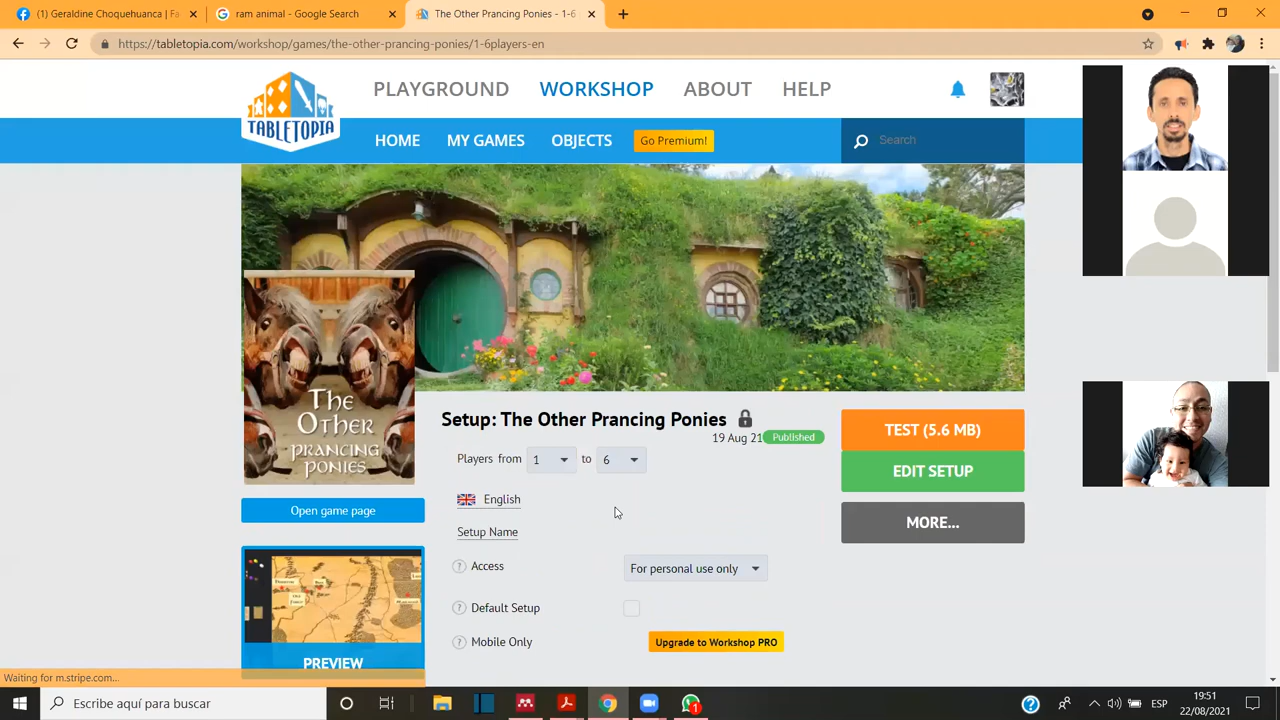 (1) Geraldine Choquehuanca | Fa
ram animal - Google Search
The Other Prancing Ponies - 1-6
https://tabletopia.com/workshop/games/the-other-prancing-ponies/1-6players-en
TABLETOPIA
PLAYGROUND WORKSHOP ABOUT HELP
HOME MY GAMES OBJECTS Go Premium! Search
The
Other
Prancing
Ponies
Setup: The Other Prancing Ponies
19 Aug 21 Published
Players from 1 to 6
English
Setup Name
? Access For personal use only
? Default Setup
? Mobile Only Upgrade to Workshop PRO
TEST (5.6 MB)
EDIT SETUP
MORE...
Open game page
PREVIEW
Waiting for m.stripe.com...
Escribe aquí para buscar
1
ESP
19:51
22/08/2021